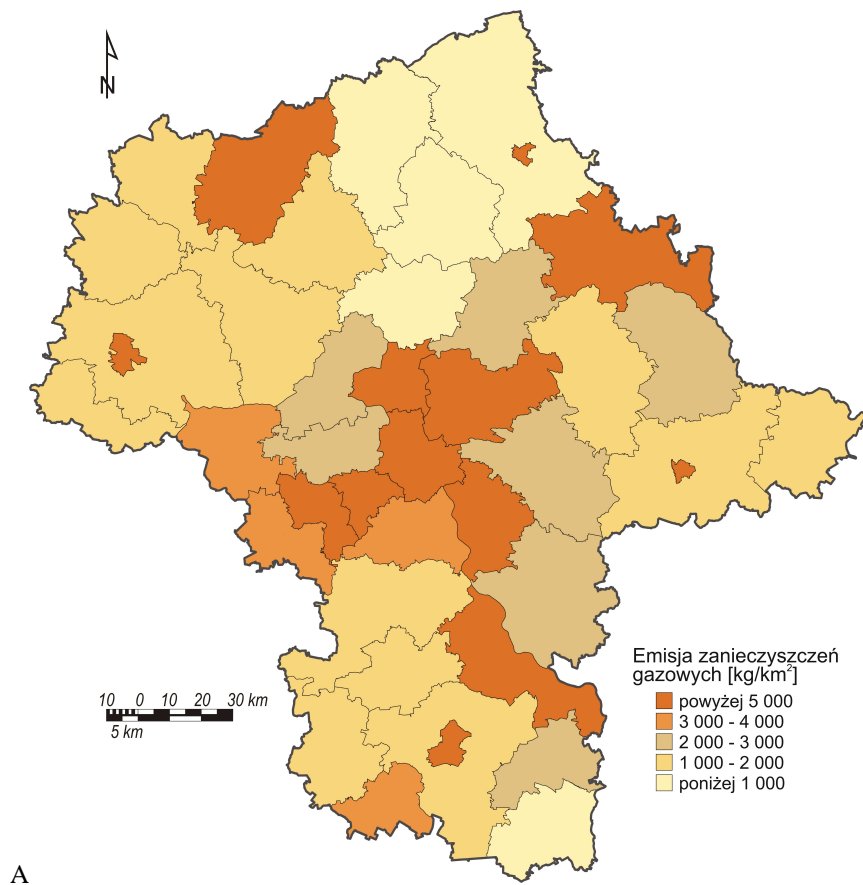 N
Emisja zanieczyszczeń
gazowych [kg/km²]
powyżej 5 000
3 000 - 4 000
2 000 - 3 000
1 000 - 2 000
poniżej 1 000
10 0 10 20 30 km
5 km
A